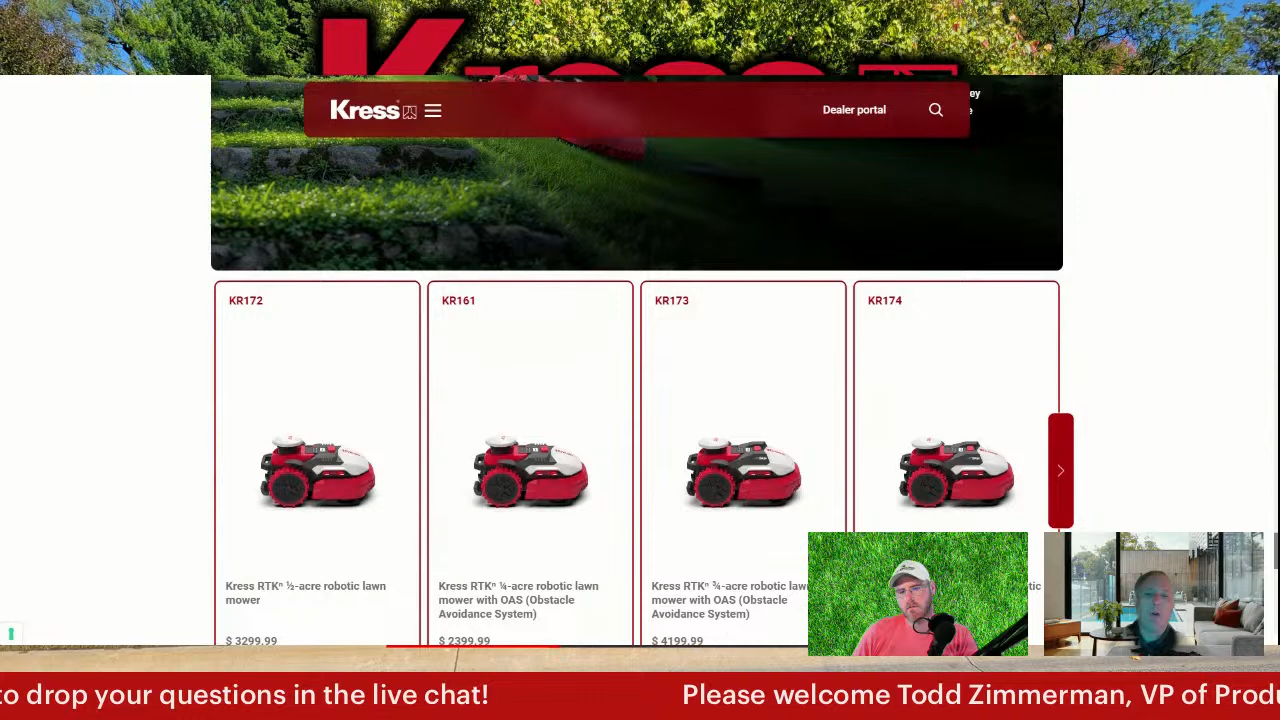 Kress
ey
Kress
Dealer portal
e
KR172
KR161
KR173
KR174
Kress RTKⁿ ½-acre robotic lawn
mower
$ 3299.99
Kress RTKⁿ ¼-acre robotic lawn
mower with OAS (Obstacle
Avoidance System)
$ 2399.99
Kress RTKⁿ ¾-acre robotic lawn
mower with OAS (Obstacle
Avoidance System)
$ 4199.99
tic
to drop your questions in the live chat!
Please welcome Todd Zimmerman, VP of Produ